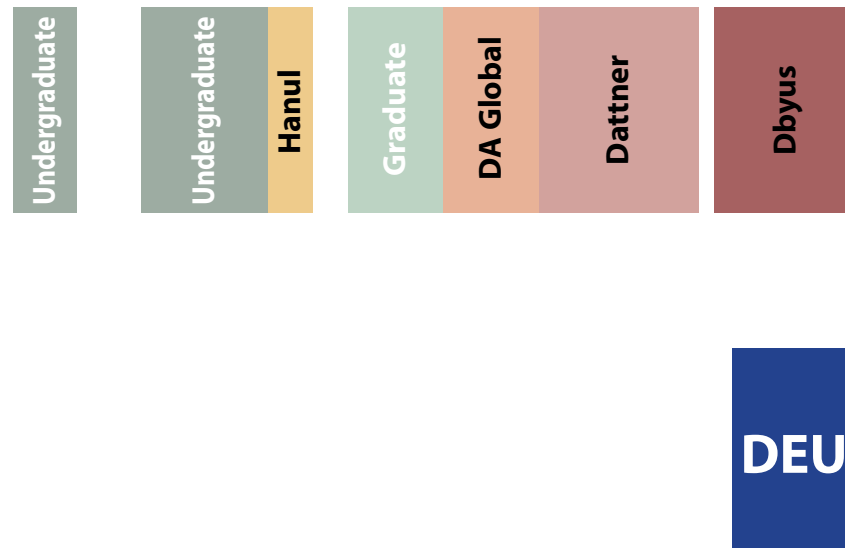 Undergraduate
Undergraduate
Hanul
Graduate
DA Global
Dattner
Dbyus
DEU